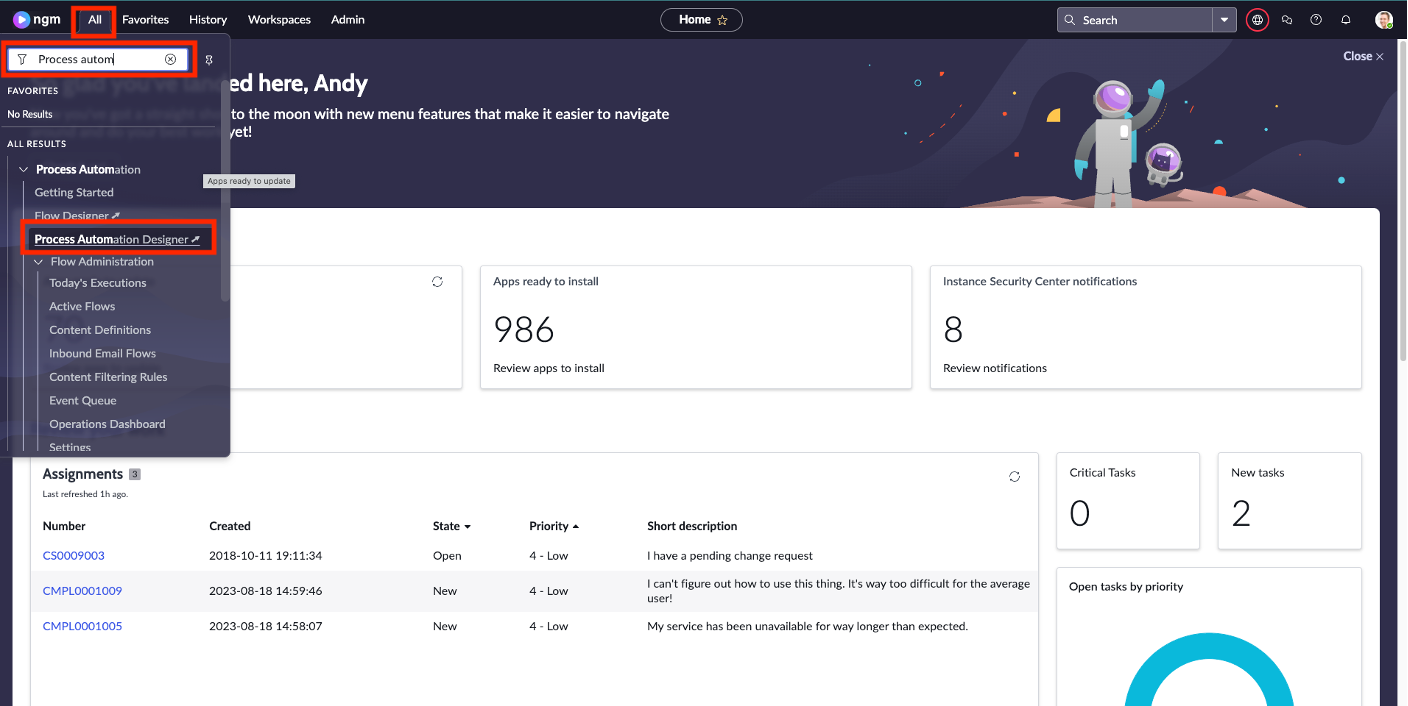 ngm All Favorites History Workspaces Admin Home Search
Process autom
FAVORITES
No Results
ALL RESULTS
Process Automation
Getting Started
Flow Designer
Process Automation Designer
Flow Administration
Today's Executions
Active Flows
Content Definitions
Inbound Email Flows
Content Filtering Rules
Event Queue
Operations Dashboard
Settings
Apps ready to update
Close
So glad you've landed here, Andy
to the moon with new menu features that make it easier to navigate
yet!
Apps ready to install
986
Review apps to install
Instance Security Center notifications
8
Review notifications
Assignments 3
Last refreshed 1h ago.
Number Created State Priority Short description
CS0009003 2018-10-11 19:11:34 Open 4 - Low I have a pending change request
CMPL0001009 2023-08-18 14:59:46 New 4 - Low I can't figure out how to use this thing. It's way too difficult for the average
user!
CMPL0001005 2023-08-18 14:58:07 New 4 - Low My service has been unavailable for way longer than expected.
Critical Tasks
0
New tasks
2
Open tasks by priority